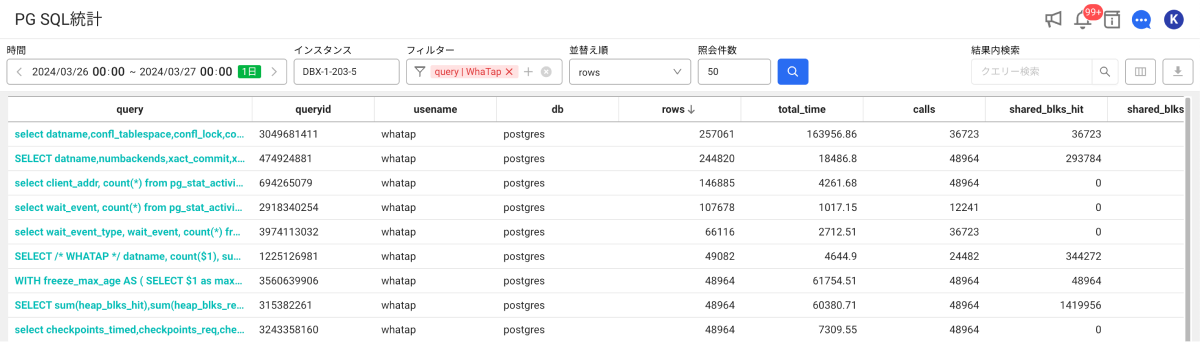 PG SQL統計
99+
K
時間 インスタンス フィルター 並替え順 照会件数 結果内検索
2024/03/26 00:00 ~ 2024/03/27 00:00 1日 DBX-1-203-5 query | WhaTap rows 50 クエリー検索
query queryid usename db rows total_time calls shared_blks_hit shared_blks
select datname,confl_tablespace,confl_lock,co... 3049681411 whatap postgres 257061 163956.86 36723 36723
SELECT datname,numbackends,xact_commit,x... 474924881 whatap postgres 244820 18486.8 48964 293784
select client_addr, count(*) from pg_stat_activi... 694265079 whatap postgres 146885 4261.68 48964 0
select wait_event, count(*) from pg_stat_activi... 2918340254 whatap postgres 107678 1017.15 12241 0
select wait_event_type, wait_event, count(*) fr... 3974113032 whatap postgres 66116 2712.51 36723 0
SELECT /* WHATAP */ datname, count($1), su... 1225126981 whatap postgres 49082 4644.9 24482 344272
WITH freeze_max_age AS ( SELECT $1 as max... 3560639906 whatap postgres 48964 61754.51 48964 48964
SELECT sum(heap_blks_hit),sum(heap_blks_re... 315382261 whatap postgres 48964 60380.71 48964 1419956
select checkpoints_timed,checkpoints_req,che... 3243358160 whatap postgres 48964 7309.55 48964 0